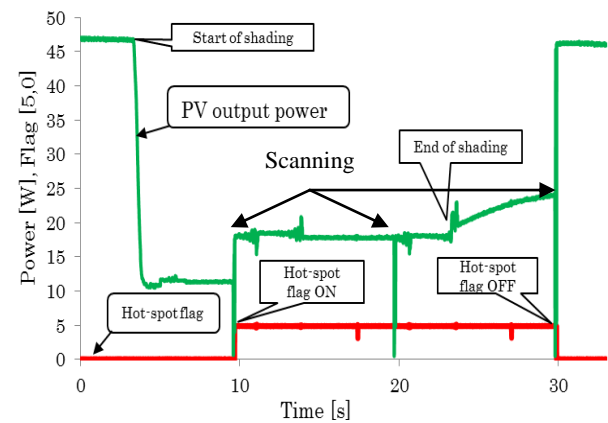 50
45
40
35
30
25
20
15
10
5
0
Power [W], Flag [5,0]
Start of shading
PV output power
Scanning
End of shading
Hot-spot
flag ON
Hot-spot
flag OFF
Hot-spot flag
0
10
20
30
Time [s]